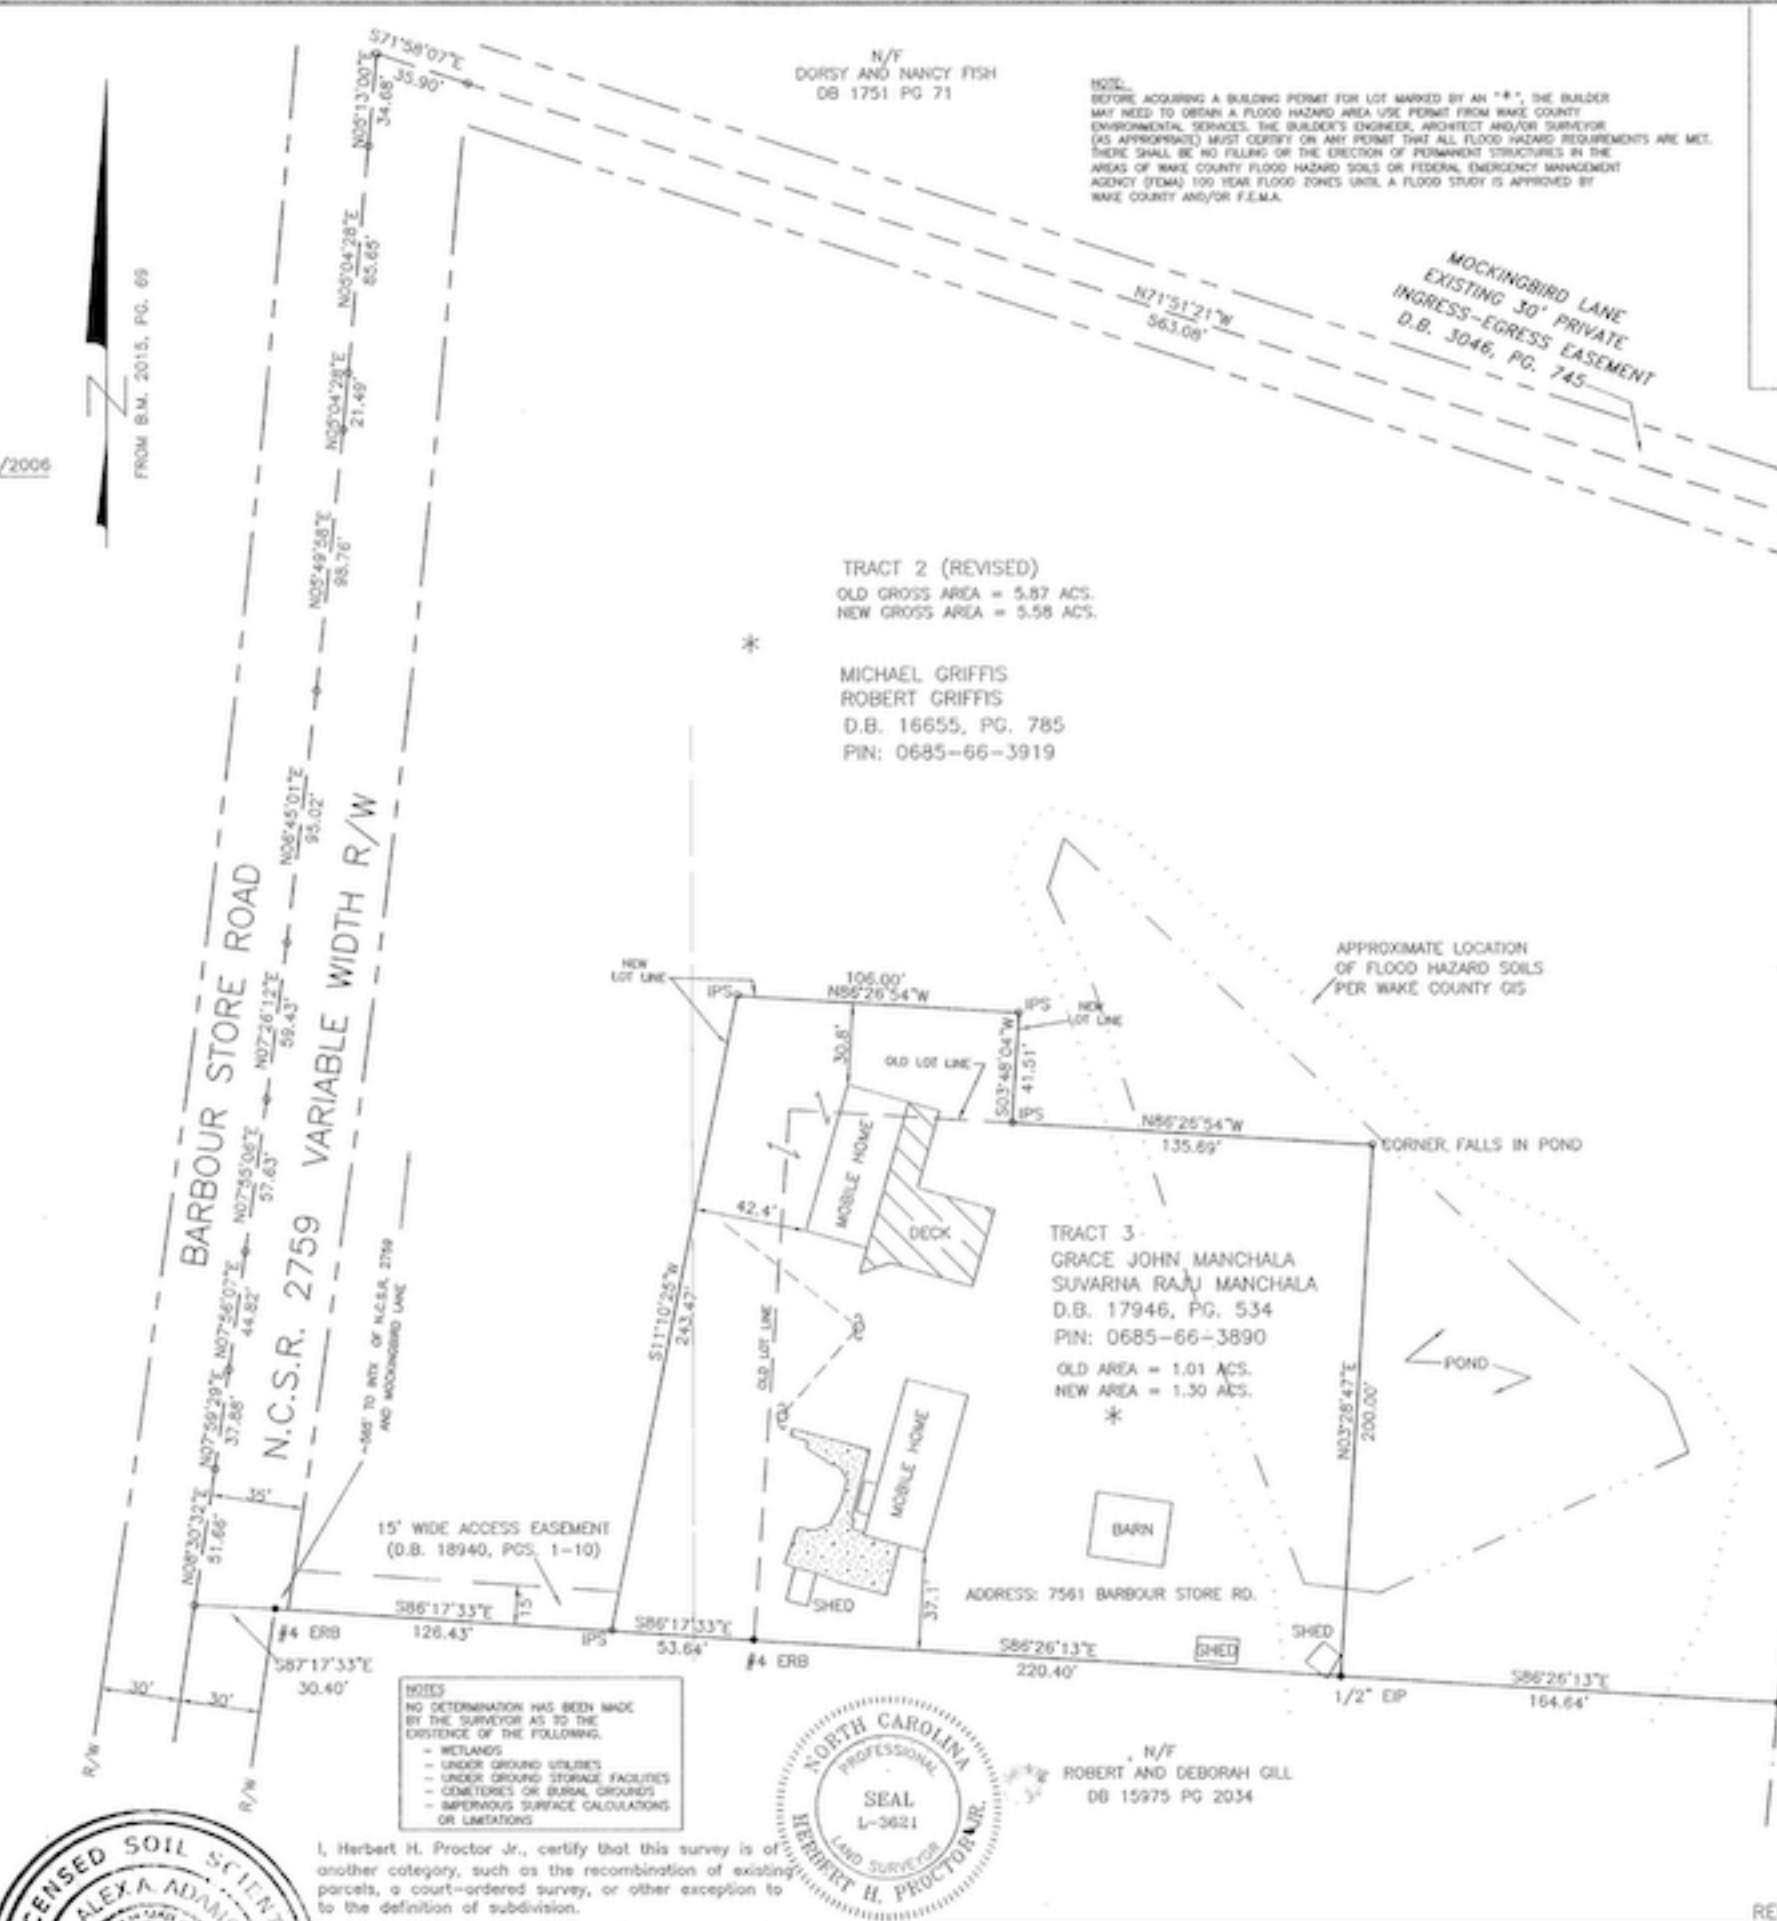 S71°58'07"E
35.90'
N05°13'00"E
34.68'
N/F
DORSY AND NANCY FISH
DB 1751 PG 71
NOTE:
BEFORE ACQUIRING A BUILDING PERMIT FOR LOT MARKED BY AN "*", THE BUILDER
MAY NEED TO OBTAIN A FLOOD HAZARD AREA USE PERMIT FROM WAKE COUNTY
ENVIRONMENTAL SERVICES. THE BUILDER'S ENGINEER, ARCHITECT AND/OR SURVEYOR
(AS APPROPRIATE) MUST CERTIFY ON ANY PERMIT THAT ALL FLOOD HAZARD REQUIREMENTS ARE MET.
THERE SHALL BE NO FILLING OR THE ERECTION OF PERMANENT STRUCTURES IN THE
AREAS OF WAKE COUNTY FLOOD HAZARD SOILS OR FEDERAL EMERGENCY MANAGEMENT
AGENCY (FEMA) 100 YEAR FLOOD ZONES UNTIL A FLOOD STUDY IS APPROVED BY
WAKE COUNTY AND/OR F.E.M.A.
MOCKINGBIRD LANE
EXISTING 30' PRIVATE
INGRESS-EGRESS EASEMENT
D.B. 3046, PG. 745
N71°51'21"W
563.08'
N05°04'28"E
85.65'
FROM B.M. 2015, PG. 69
N
N05°04'28"E
21.49'
/2006
N05°49'58"E
98.76'
TRACT 2 (REVISED)
OLD GROSS AREA = 5.87 ACS.
NEW GROSS AREA = 5.58 ACS.
*
MICHAEL GRIFFIS
ROBERT GRIFFIS
D.B. 16655, PG. 785
PIN: 0685-66-3919
N06°45'01"E
95.02'
BARBOUR STORE ROAD
N.C.S.R. 2759 VARIABLE WIDTH R/W
N07°26'12"E
59.43'
N07°55'06"E
57.63'
N07°56'07"E
44.82'
N07°59'29"E
37.88'
N08°30'32"E
51.66'
35'
~585' TO INTX OF N.C.S.R. 2759
AND MOCKINGBIRD LANE
APPROXIMATE LOCATION
OF FLOOD HAZARD SOILS
PER WAKE COUNTY GIS
NEW
LOT LINE
IPS
106.00'
N86°26'54"W
IPS
NEW
LOT LINE
30.8'
OLD LOT LINE
S03°48'04"W
41.51'
IPS
N86°26'54"W
135.69'
CORNER FALLS IN POND
MOBILE HOME
DECK
42.4'
S11°10'25"W
243.47'
OLD LOT LINE
TRACT 3
GRACE JOHN MANCHALA
SUVARNA RAJU MANCHALA
D.B. 17946, PG. 534
PIN: 0685-66-3890
OLD AREA = 1.01 ACS.
NEW AREA = 1.30 ACS.
*
POND
N03°28'47"E
200.00'
MOBILE HOME
BARN
15' WIDE ACCESS EASEMENT
(D.B. 18940, PGS. 1-10)
15'
SHED
37.1'
ADDRESS: 7561 BARBOUR STORE RD.
SHED
SHED
#4 ERB
S86°17'33"E
126.43'
IPS
S86°17'33"E
53.64'
#4 ERB
S86°26'13"E
220.40'
1/2" EIP
S86°26'13"E
164.64'
S87°17'33"E
30.40'
30'
30'
R/W
R/W
NOTES
NO DETERMINATION HAS BEEN MADE
BY THE SURVEYOR AS TO THE
EXISTENCE OF THE FOLLOWING.
- WETLANDS
- UNDER GROUND UTILITIES
- UNDER GROUND STORAGE FACILITIES
- CEMETERIES OR BURIAL GROUNDS
- IMPERVIOUS SURFACE CALCULATIONS
OR LIMITATIONS
NORTH CAROLINA
PROFESSIONAL
SEAL
L-3621
LAND SURVEYOR
HERBERT H. PROCTOR JR.
N/F
ROBERT AND DEBORAH GILL
DB 15975 PG 2034
I, Herbert H. Proctor Jr., certify that this survey is of
another category, such as the recombination of existing
parcels, a court-ordered survey, or other exception to
to the definition of subdivision.
ENSED SOIL SCIENT
ALEX A. ADAMS
RE